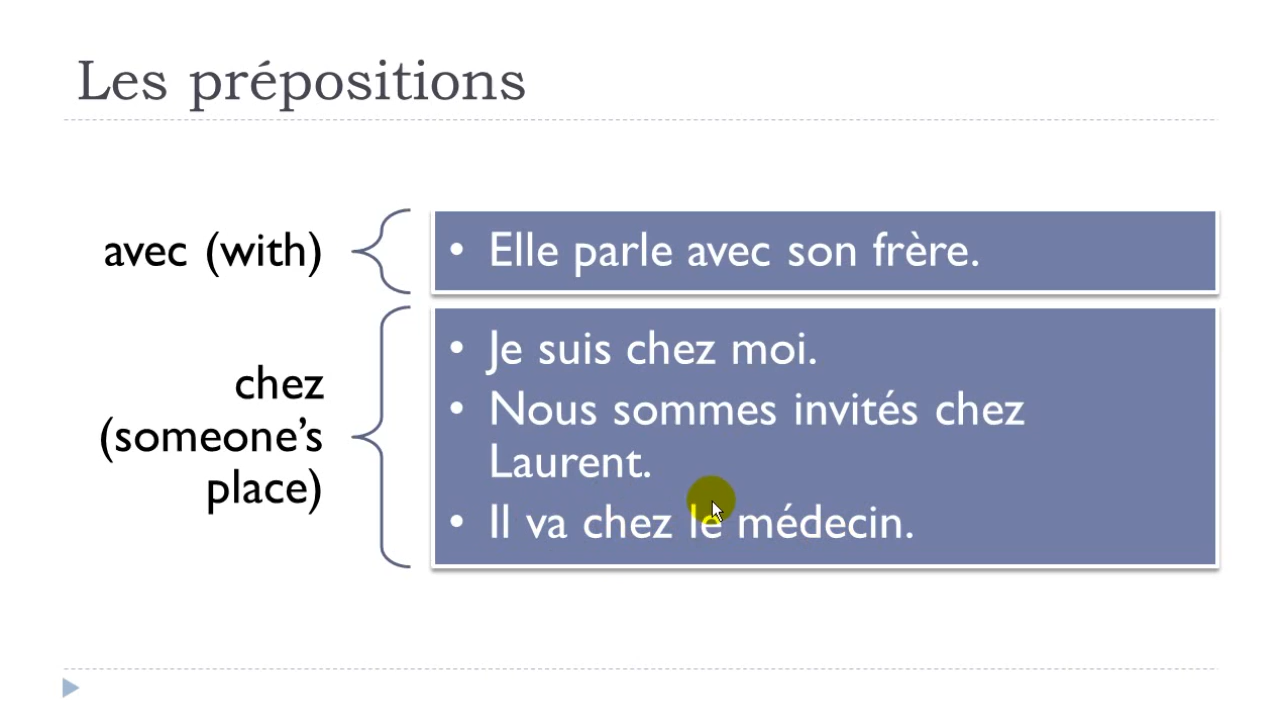 Les prépositions
avec (with)
• Elle parle avec son frère.
chez
(someone's
place)
• Je suis chez moi.
• Nous sommes invités chez
Laurent.
• Il va chez le médecin.